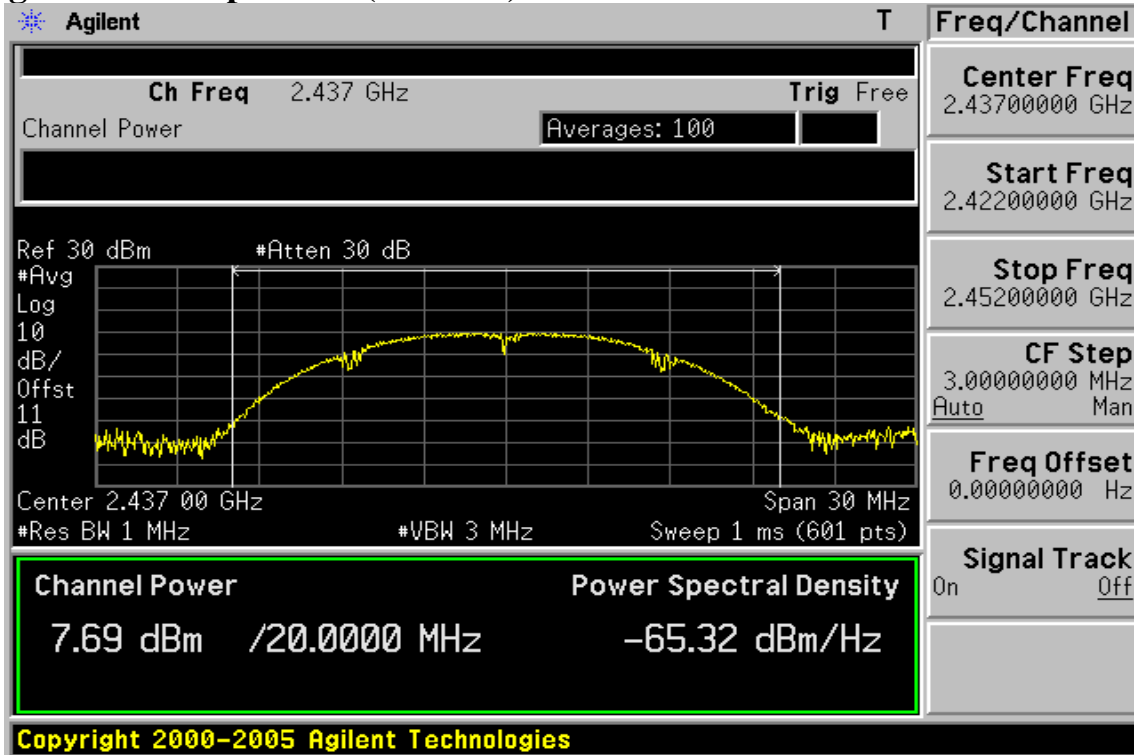 Agilent T
Freq/Channel
Ch Freq 2.437 GHz Trig Free
Channel Power Averages: 100
Ref 30 dBm #Atten 30 dB
#Avg
Log
10
dB/
Offst
11
dB
Center 2.437 00 GHz Span 30 MHz
#Res BW 1 MHz #VBW 3 MHz Sweep 1 ms (601 pts)
Channel Power Power Spectral Density
7.69 dBm /20.0000 MHz -65.32 dBm/Hz
Copyright 2000-2005 Agilent Technologies
Center Freq
2.43700000 GHz
Start Freq
2.42200000 GHz
Stop Freq
2.45200000 GHz
CF Step
3.00000000 MHz
Auto Man
Freq Offset
0.00000000 Hz
Signal Track
On Off